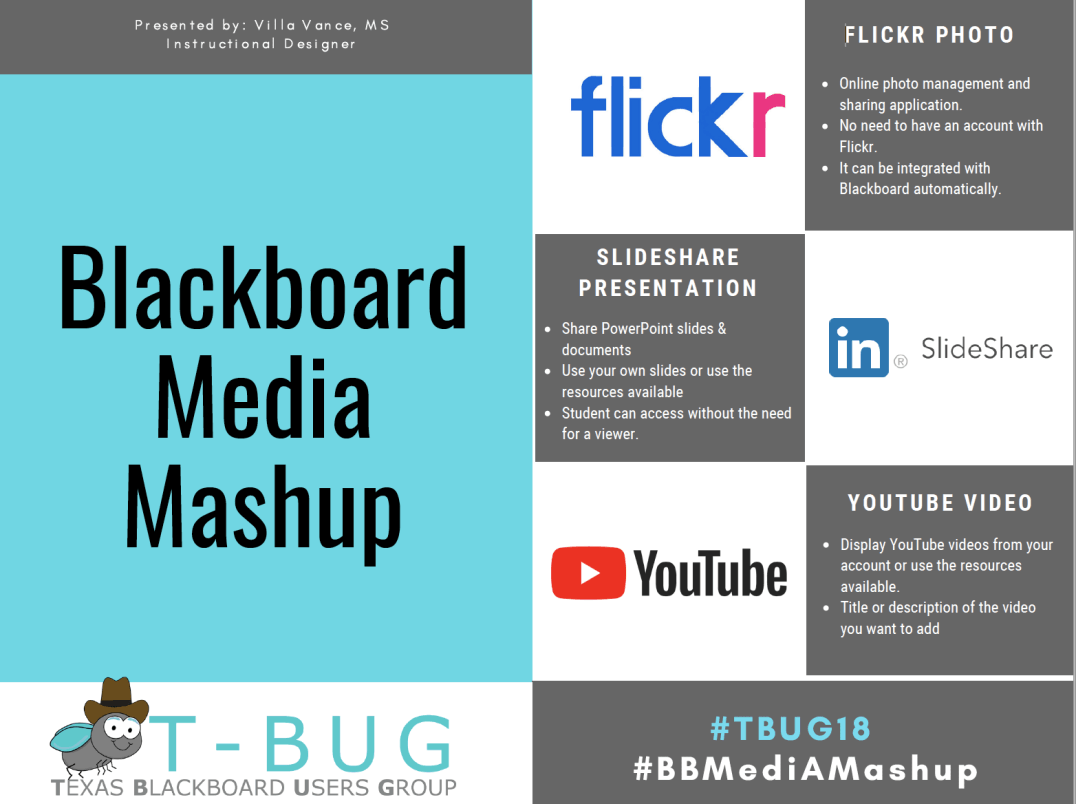 Presented by: Villa Vance, MS
Instructional Designer
Blackboard
Media
Mashup
T-BUG
TEXAS BLACKBOARD USERS GROUP
flickr
FLICKR PHOTO
• Online photo management and
sharing application.
• No need to have an account with
Flickr.
• It can be integrated with
Blackboard automatically.
SLIDESHARE
PRESENTATION
• Share PowerPoint slides &
documents
• Use your own slides or use the
resources available
• Student can access without the need
for a viewer.
in ® SlideShare
YouTube
YOUTUBE VIDEO
• Display YouTube videos from your
account or use the resources
available.
• Title or description of the video
you want to add
#TBUG18
#BBMediAMashup